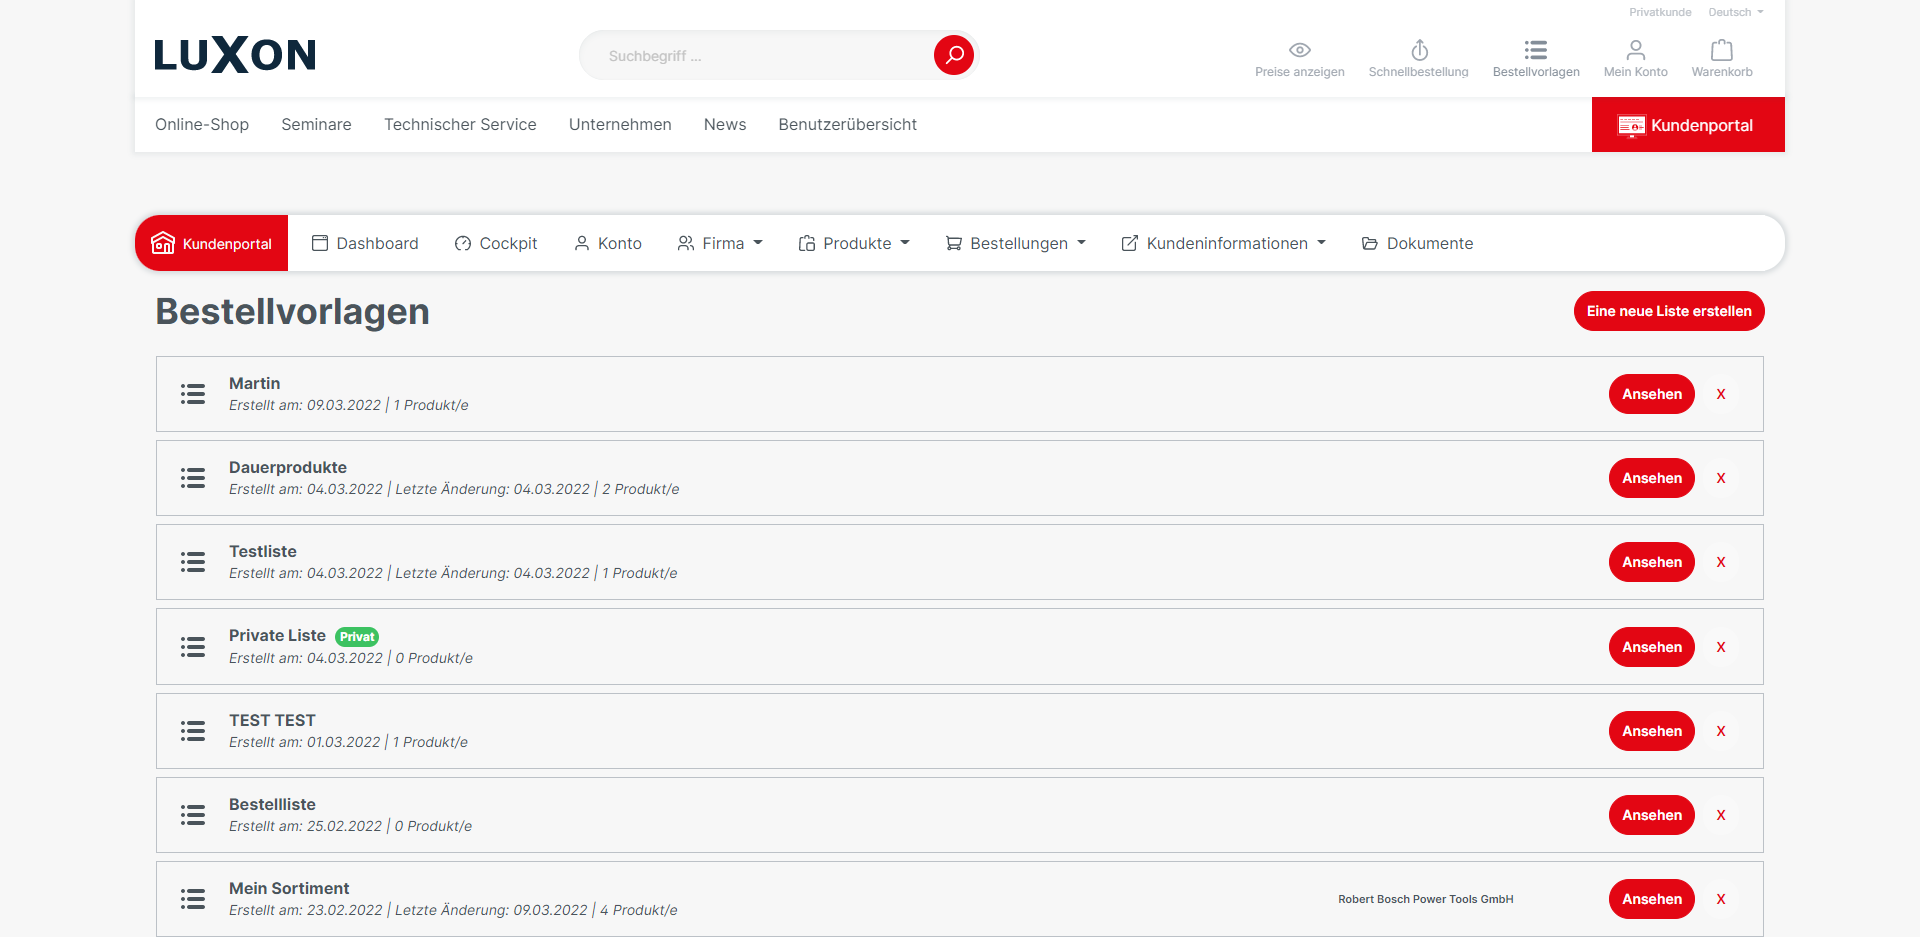 Privatkunde Deutsch
LUXON
Suchbegriff ...
Preise anzeigen Schnellbestellung Bestellvorlagen Mein Konto Warenkorb
Online-Shop Seminare Technischer Service Unternehmen News Benutzerübersicht Kundenportal
Kundenportal Dashboard Cockpit Konto Firma Produkte Bestellungen Kundeninformationen Dokumente
Bestellvorlagen Eine neue Liste erstellen
Martin
Erstellt am: 09.03.2022 | 1 Produkt/e
Ansehen X
Dauerprodukte
Erstellt am: 04.03.2022 | Letzte Änderung: 04.03.2022 | 2 Produkt/e
Ansehen X
Testliste
Erstellt am: 04.03.2022 | Letzte Änderung: 04.03.2022 | 1 Produkt/e
Ansehen X
Private Liste Privat
Erstellt am: 04.03.2022 | 0 Produkt/e
Ansehen X
TEST TEST
Erstellt am: 01.03.2022 | 1 Produkt/e
Ansehen X
Bestellliste
Erstellt am: 25.02.2022 | 0 Produkt/e
Ansehen X
Mein Sortiment
Erstellt am: 23.02.2022 | Letzte Änderung: 09.03.2022 | 4 Produkt/e
Robert Bosch Power Tools GmbH Ansehen X